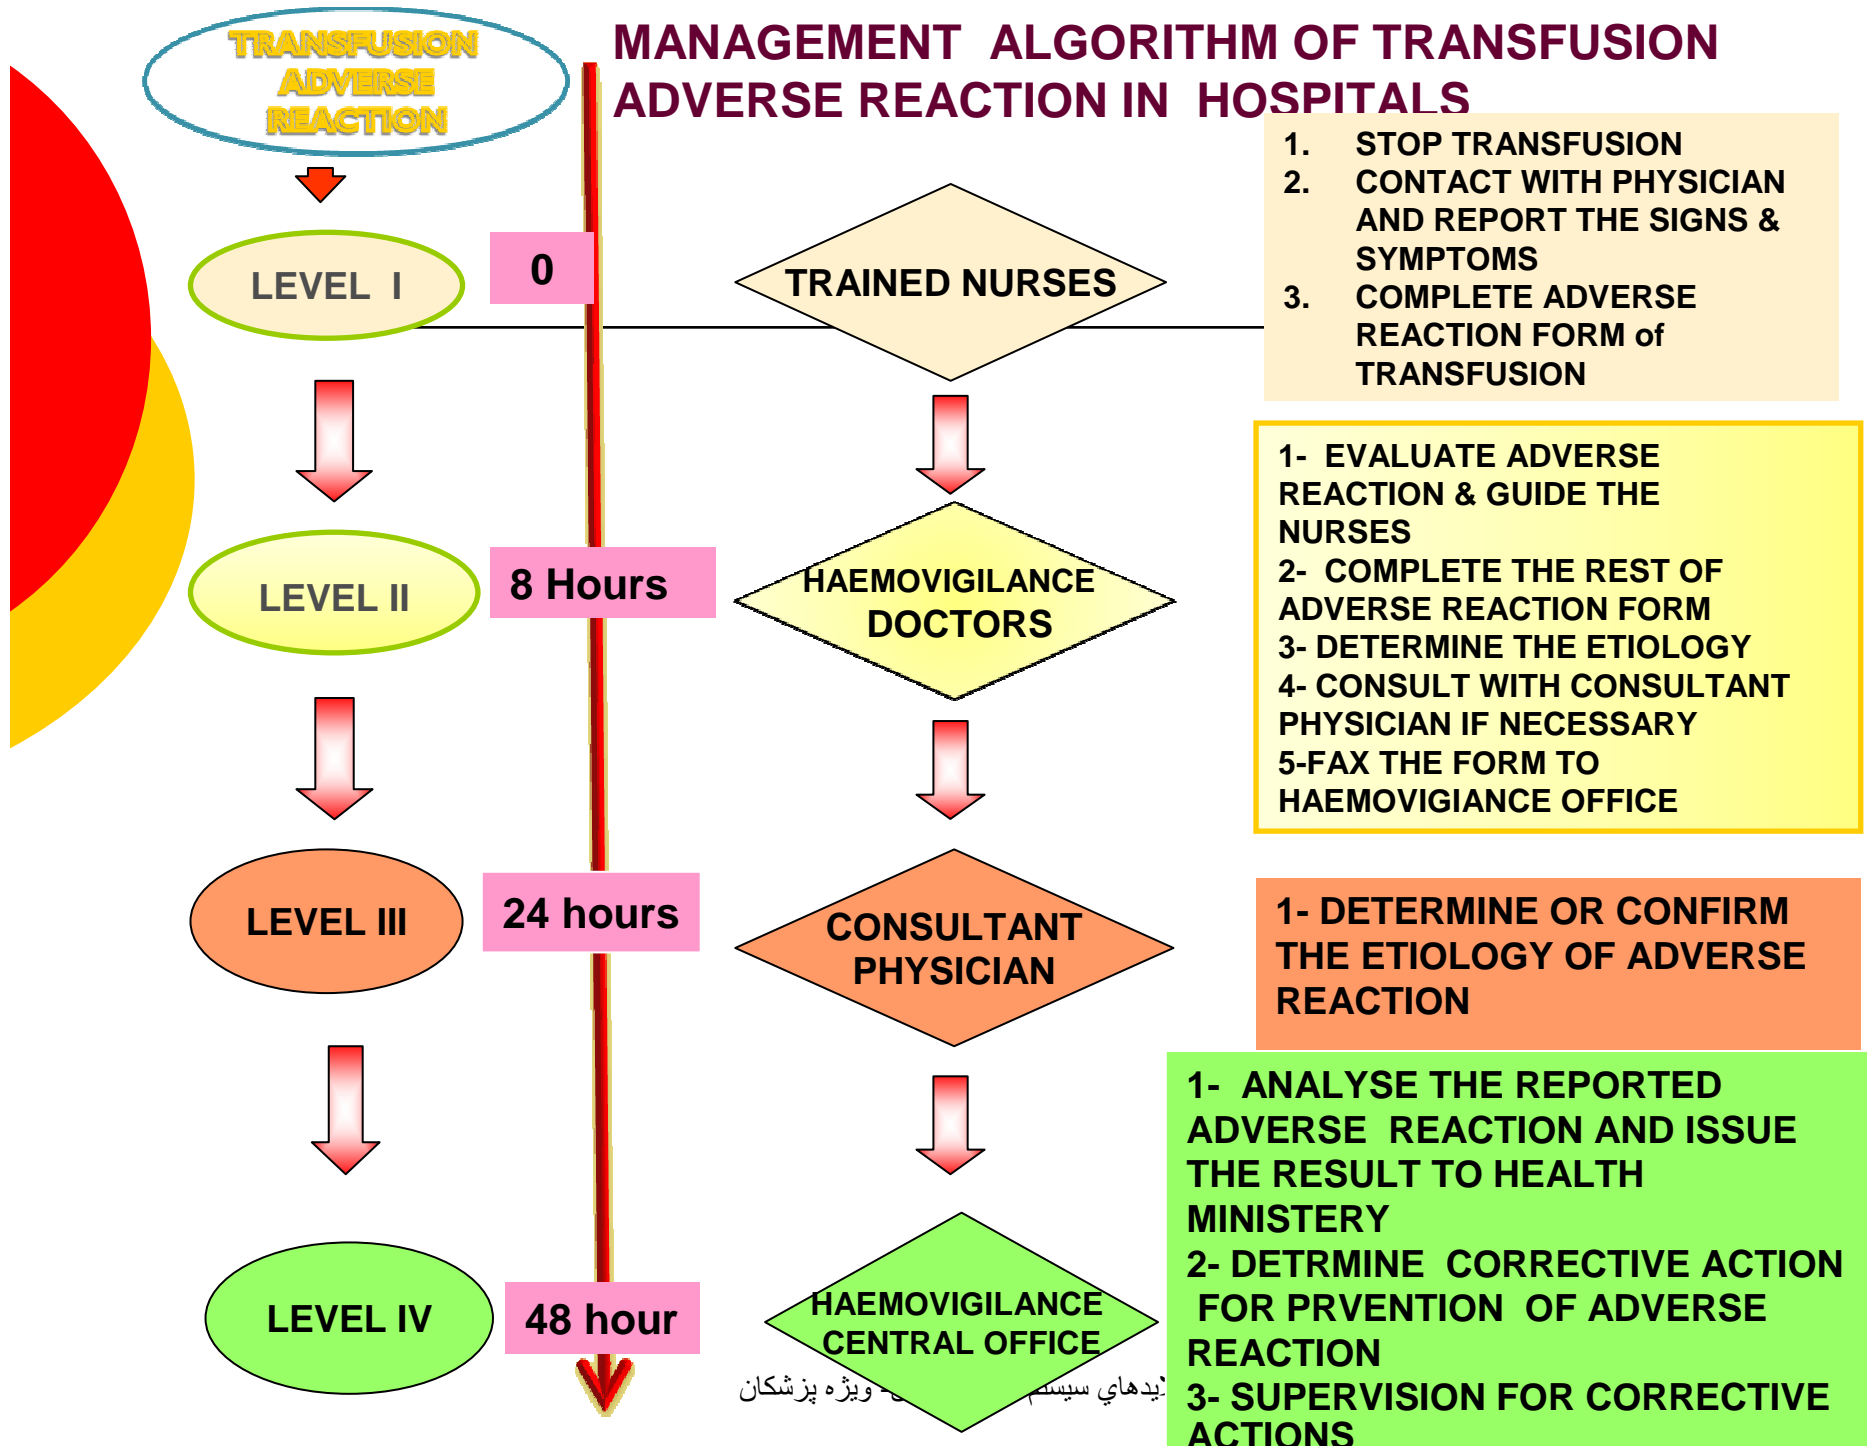 TRANSFUSION
ADVERSE
REACTION
MANAGEMENT ALGORITHM OF TRANSFUSION
ADVERSE REACTION IN HOSPITALS
LEVEL I
0
TRAINED NURSES
1. STOP TRANSFUSION
2. CONTACT WITH PHYSICIAN
AND REPORT THE SIGNS &
SYMPTOMS
3. COMPLETE ADVERSE
REACTION FORM of
TRANSFUSION
LEVEL II
8 Hours
HAEMOVIGILANCE
DOCTORS
1- EVALUATE ADVERSE
REACTION & GUIDE THE
NURSES
2- COMPLETE THE REST OF
ADVERSE REACTION FORM
3- DETERMINE THE ETIOLOGY
4- CONSULT WITH CONSULTANT
PHYSICIAN IF NECESSARY
5-FAX THE FORM TO
HAEMOVIGIANCE OFFICE
LEVEL III
24 hours
CONSULTANT
PHYSICIAN
1- DETERMINE OR CONFIRM
THE ETIOLOGY OF ADVERSE
REACTION
LEVEL IV
48 hour
HAEMOVIGILANCE
CENTRAL OFFICE
1- ANALYSE THE REPORTED
ADVERSE REACTION AND ISSUE
THE RESULT TO HEALTH
MINISTERY
2- DETRMINE CORRECTIVE ACTION
FOR PRVENTION OF ADVERSE
REACTION
3- SUPERVISION FOR CORRECTIVE
ACTIONS
ويژه پزشكان